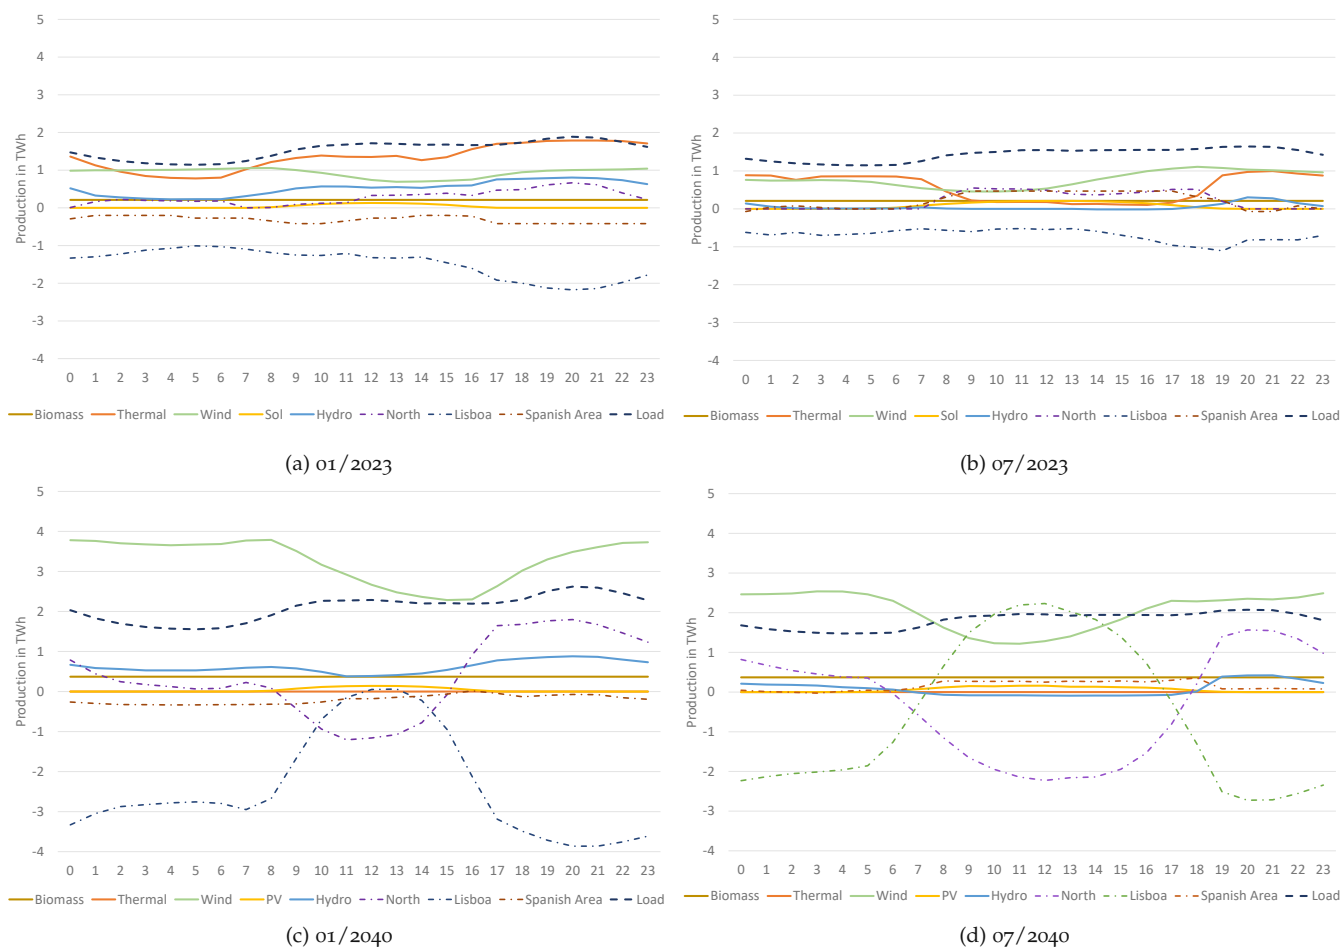 5
4
3
2
1
0
-1
-2
-3
-4
Production in TWh
0 1 2 3 4 5 6 7 8 9 10 11 12 13 14 15 16 17 18 19 20 21 22 23
Biomass Thermal Wind Sol Hydro North Lisboa Spanish Area Load
(a) 01/2023
5
4
3
2
1
0
-1
-2
-3
-4
Production in TWh
0 1 2 3 4 5 6 7 8 9 10 11 12 13 14 15 16 17 18 19 20 21 22 23
Biomass Thermal Wind Sol Hydro North Lisboa Spanish Area Load
(b) 07/2023
5
4
3
2
1
0
-1
-2
-3
-4
Production in TWh
0 1 2 3 4 5 6 7 8 9 10 11 12 13 14 15 16 17 18 19 20 21 22 23
Biomass Thermal Wind PV Hydro North Lisboa Spanish Area Load
(c) 01/2040
5
4
3
2
1
0
-1
-2
-3
-4
Production in TWh
0 1 2 3 4 5 6 7 8 9 10 11 12 13 14 15 16 17 18 19 20 21 22 23
Biomass Thermal Wind PV Hydro North Lisboa Spanish Area Load
(d) 07/2040